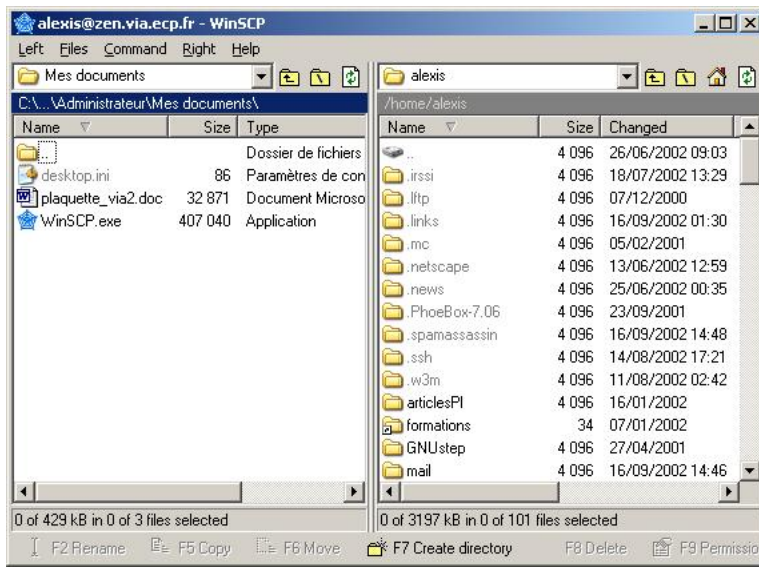 alexis@zen.via.ecp.fr - WinSCP
Left Files Command Right Help
Mes documents
C:\...\Administrateur\Mes documents\
Name Size Type
.. Dossier de fichiers
desktop.ini 86 Paramètres de con
plaquette_via2.doc 32 871 Document Microso
WinSCP.exe 407 040 Application
0 of 429 kB in 0 of 3 files selected
alexis
/home/alexis
Name Size Changed
.. 4 096 26/06/2002 09:03
.irssi 4 096 18/07/2002 13:29
.lftp 4 096 07/12/2000
.links 4 096 16/09/2002 01:30
.mc 4 096 05/02/2001
.netscape 4 096 13/06/2002 12:59
.news 4 096 25/06/2002 00:35
.PhoeBox-7.06 4 096 23/09/2001
.spamassassin 4 096 16/09/2002 14:48
.ssh 4 096 14/08/2002 17:21
.w3m 4 096 11/08/2002 02:42
articlesPI 4 096 16/01/2002
formations 34 07/01/2002
GNUstep 4 096 27/04/2001
mail 4 096 16/09/2002 14:46
0 of 3197 kB in 0 of 101 files selected
F2 Rename F5 Copy F6 Move F7 Create directory F8 Delete F9 Permissio